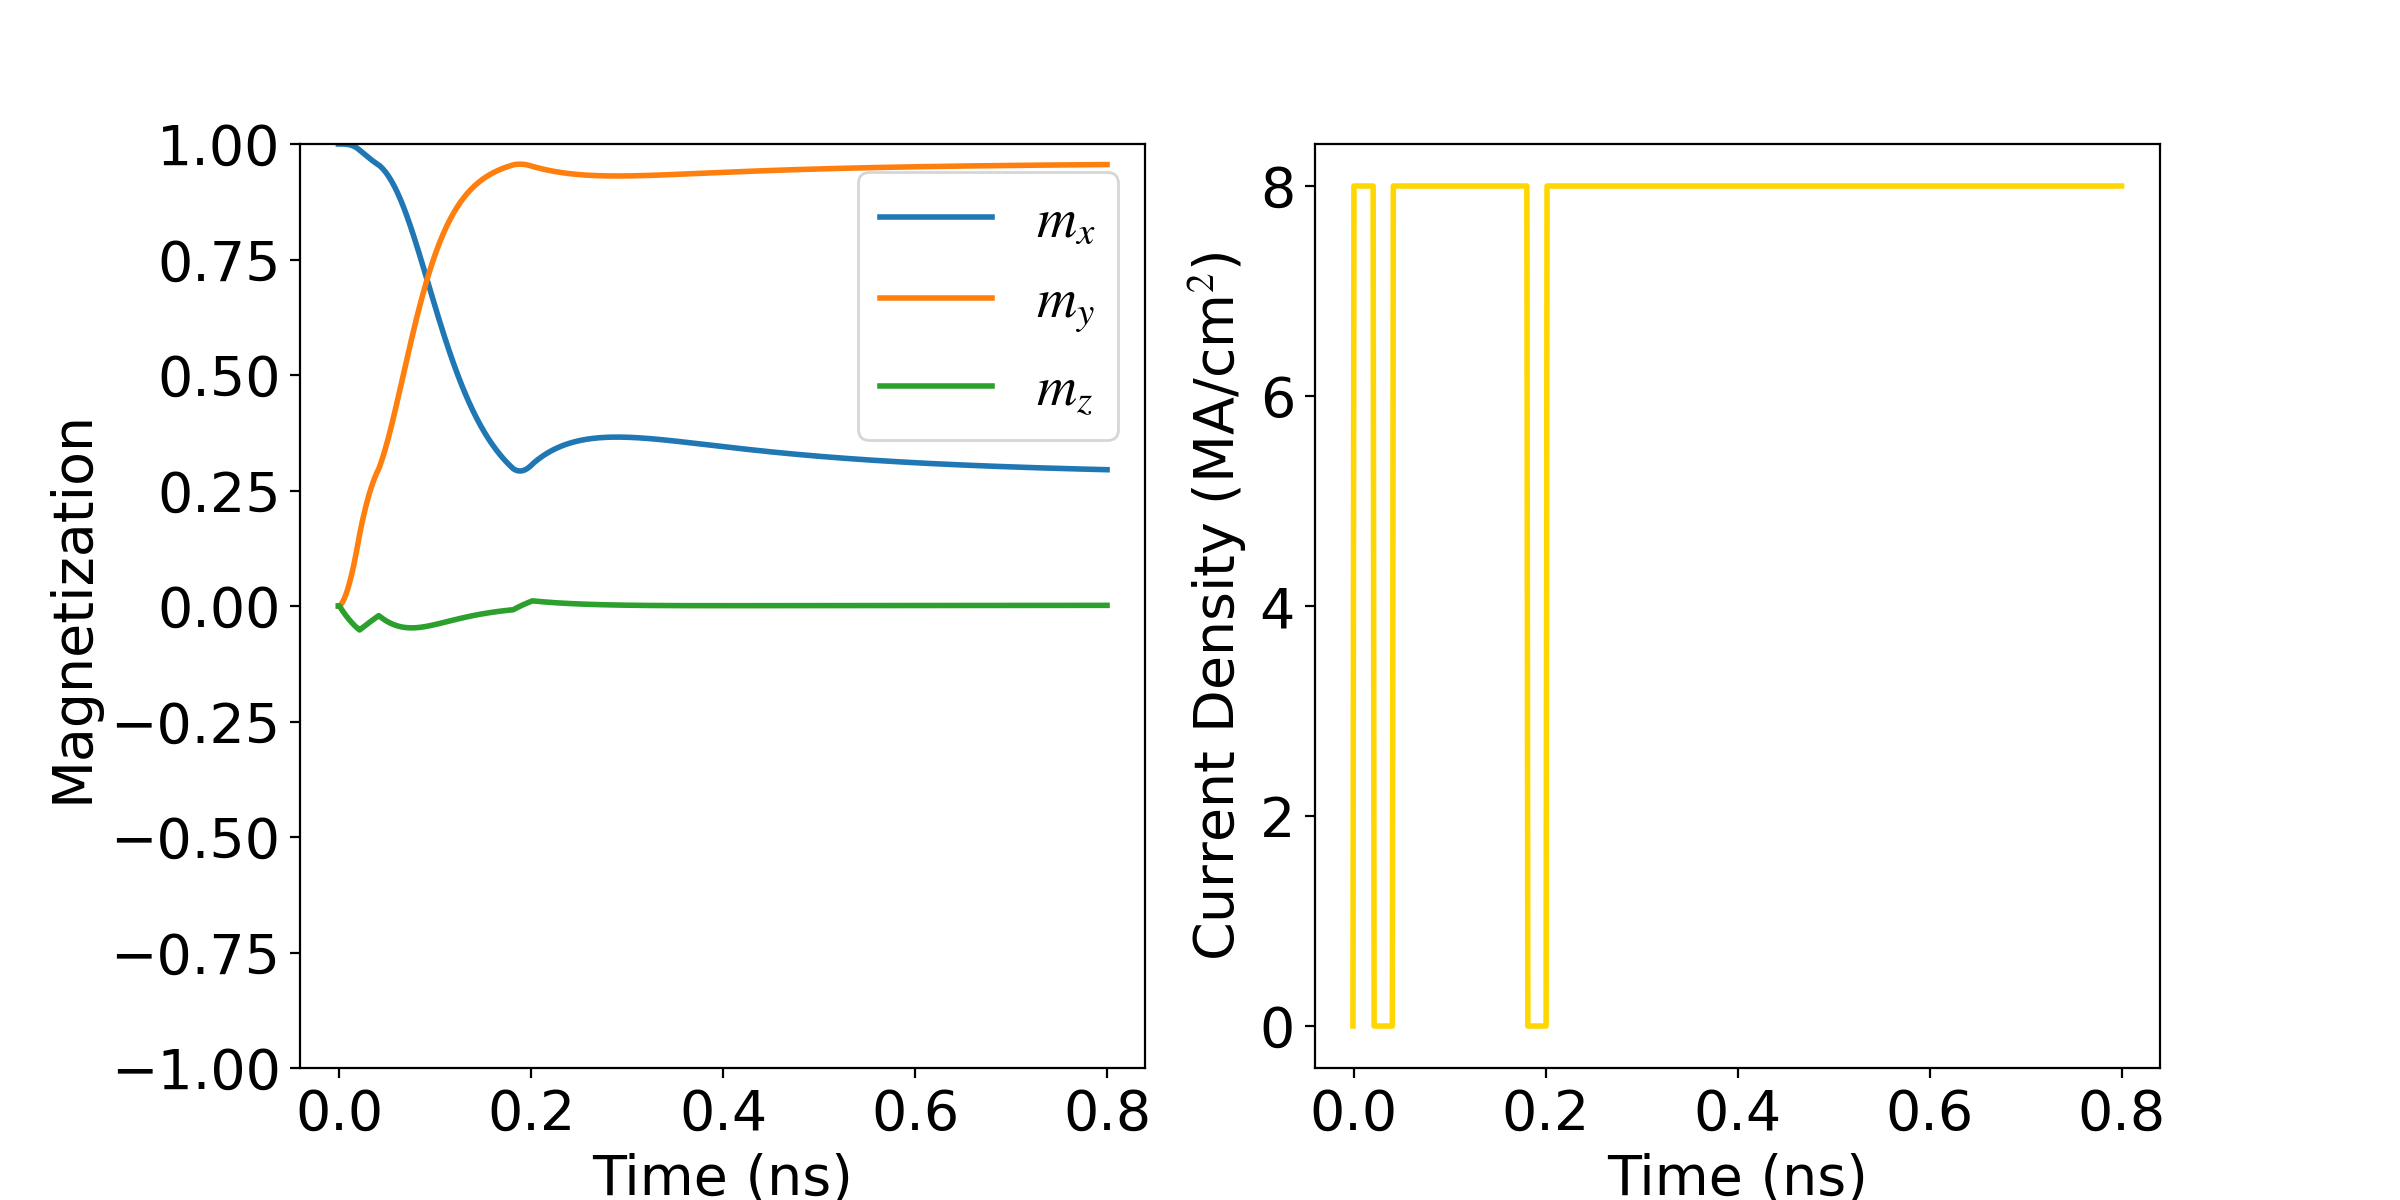 1.00
0.75
0.50
0.25
0.00
−0.25
−0.50
−0.75
−1.00
Magnetization
0.0 0.2 0.4 0.6 0.8
Time (ns)
m_x
m_y
m_z
8
6
4
2
0
Current Density (MA/cm²)
0.0 0.2 0.4 0.6 0.8
Time (ns)